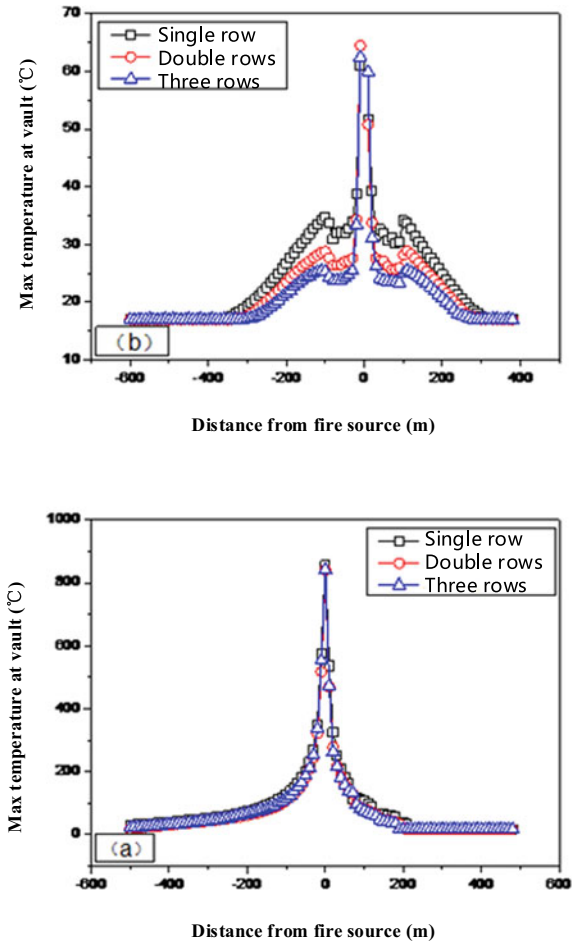 70
60
50
40
30
20
10
Max temperature at vault (℃)
Single row
Double rows
Three rows
（b）
-600
-400
-200
0
200
400
Distance from fire source (m)
1000
800
600
400
200
0
Max temperature at vault (℃)
Single row
Double rows
Three rows
（a）
-600
-400
-200
0
200
400
600
Distance from fire source (m)